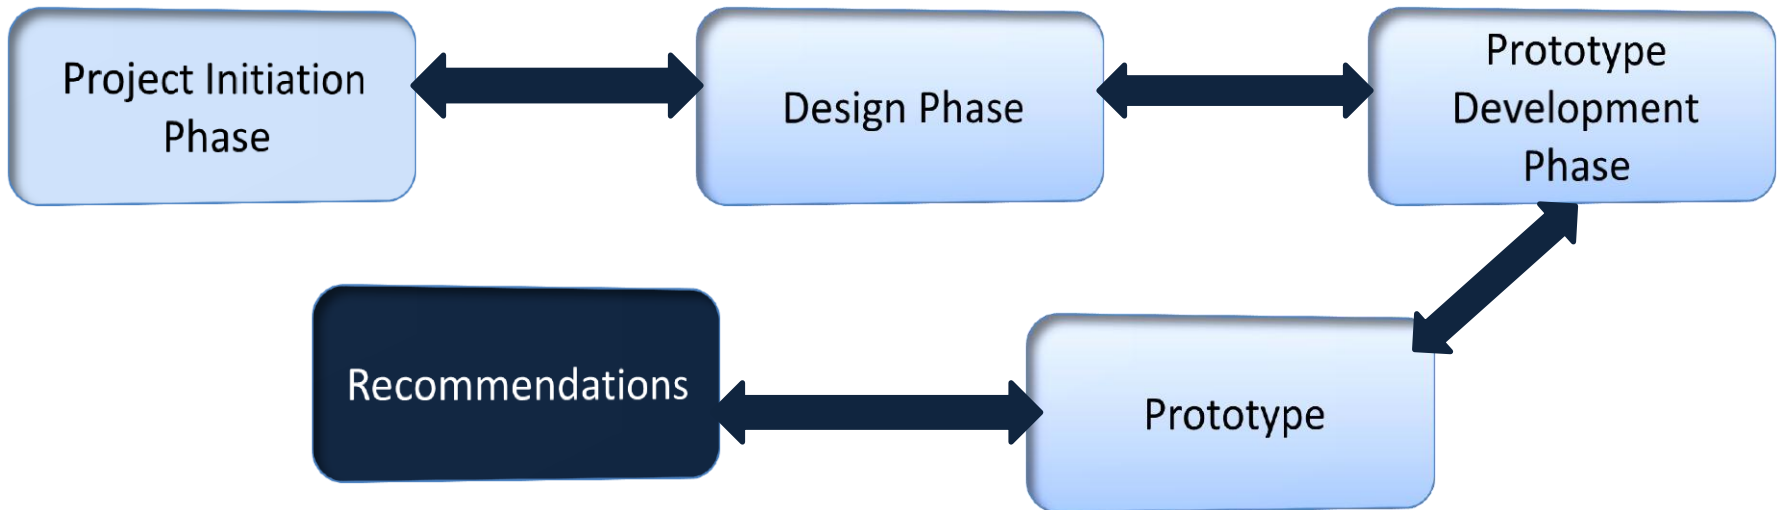 Project Initiation
Phase
Design Phase
Prototype
Development
Phase
Recommendations
Prototype